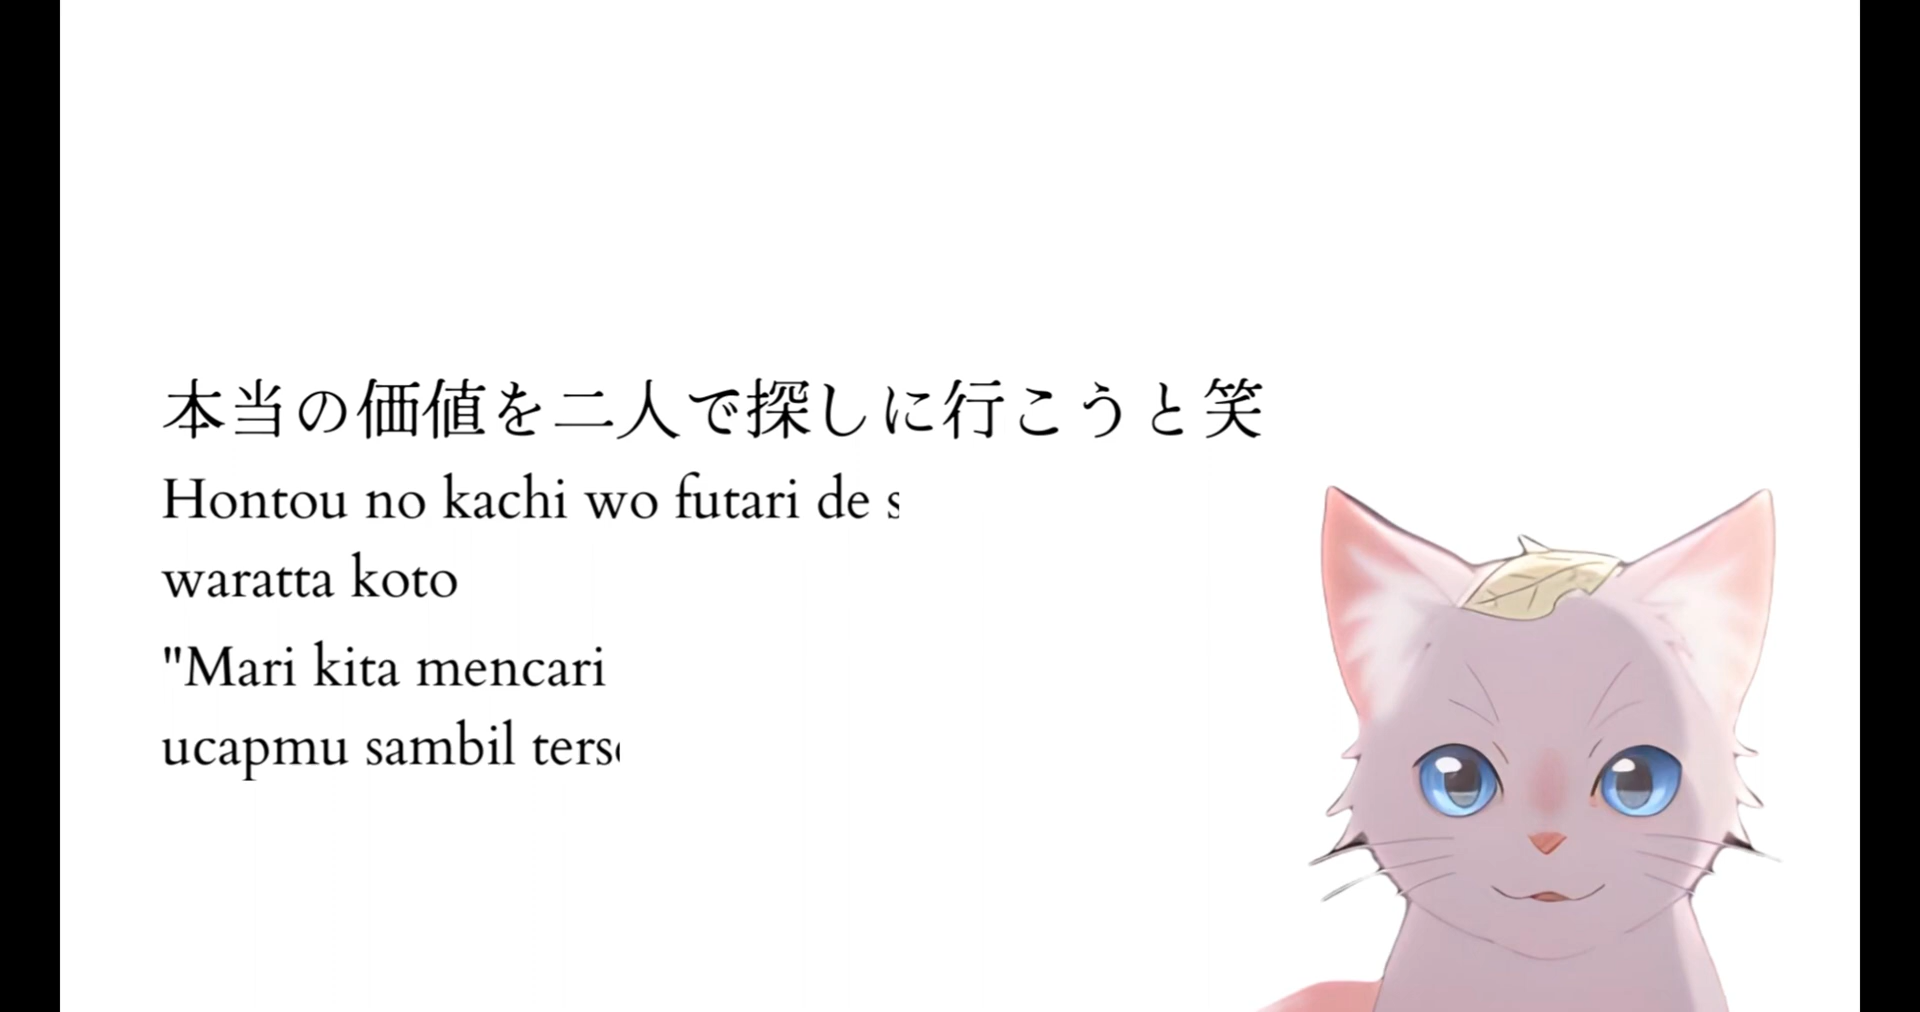 本当の価値を二人で探しに行こうと笑
Hontou no kachi wo futari de s
waratta koto
"Mari kita mencari
ucapmu sambil ters